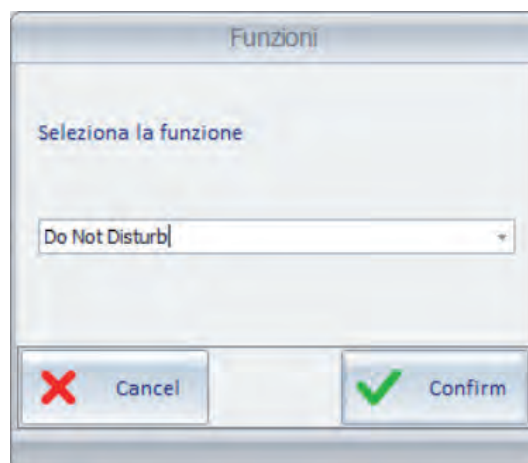 Funzioni
Seleziona la funzione
Do Not Disturb
Cancel
Confirm